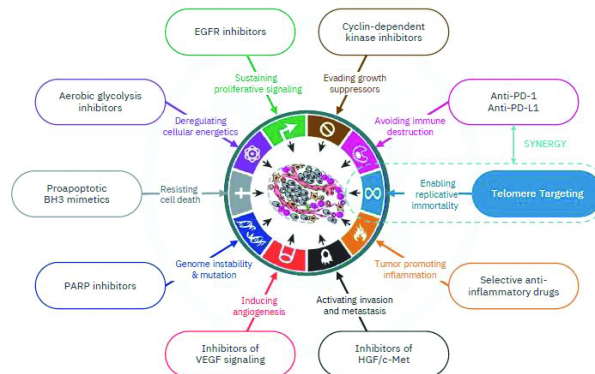 EGFR inhibitors
Cyclin-dependent
kinase inhibitors
Sustaining
proliferative signaling
Evading growth
suppressors
Aerobic glycolysis
inhibitors
Deregulating
cellular energetics
Avoiding immune
destruction
Anti-PD-1
Anti-PD-L1
SYNERGY
Proapoptotic
BH3 mimetics
Resisting
cell death
Enabling
replicative
immortality
Telomere Targeting
PARP inhibitors
Genome instability
& mutation
Tumor promoting
inflammation
Selective anti-
inflammatory drugs
Inducing
angiogenesis
Activating invasion
and metastasis
Inhibitors of
VEGF signaling
Inhibitors of
HGF/c-Met